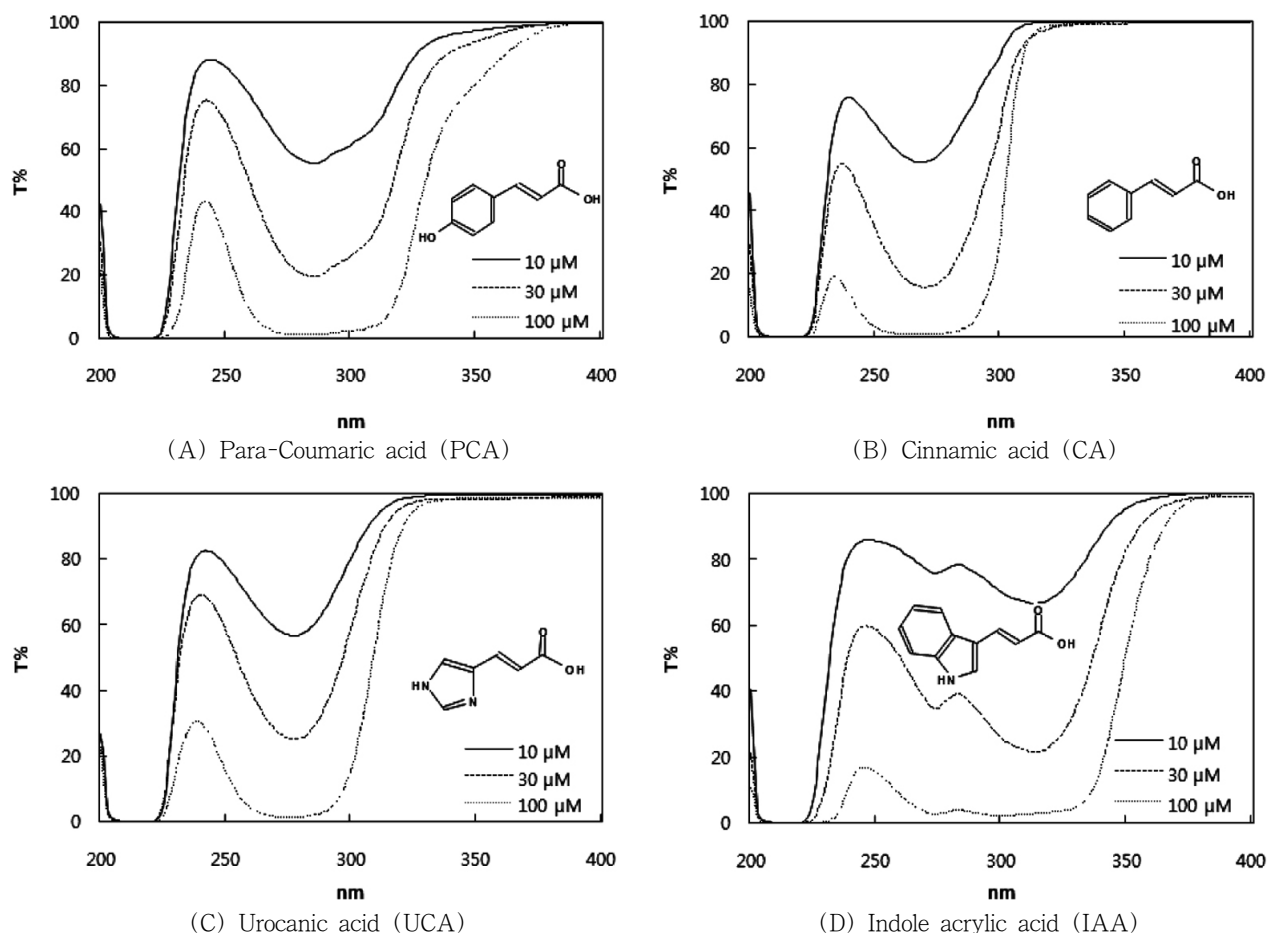 100
80
60
40
20
0
T%
200
250
300
350
400
nm
O
OH
HO
10 μM
30 μM
100 μM
(A) Para-Coumaric acid (PCA)
100
80
60
40
20
0
T%
200
250
300
350
400
nm
O
OH
10 μM
30 μM
100 μM
(B) Cinnamic acid (CA)
100
80
60
40
20
0
T%
200
250
300
350
400
nm
O
OH
HN
N
10 μM
30 μM
100 μM
(C) Urocanic acid (UCA)
100
80
60
40
20
0
T%
200
250
300
350
400
nm
O
OH
HN
10 μM
30 μM
100 μM
(D) Indole acrylic acid (IAA)